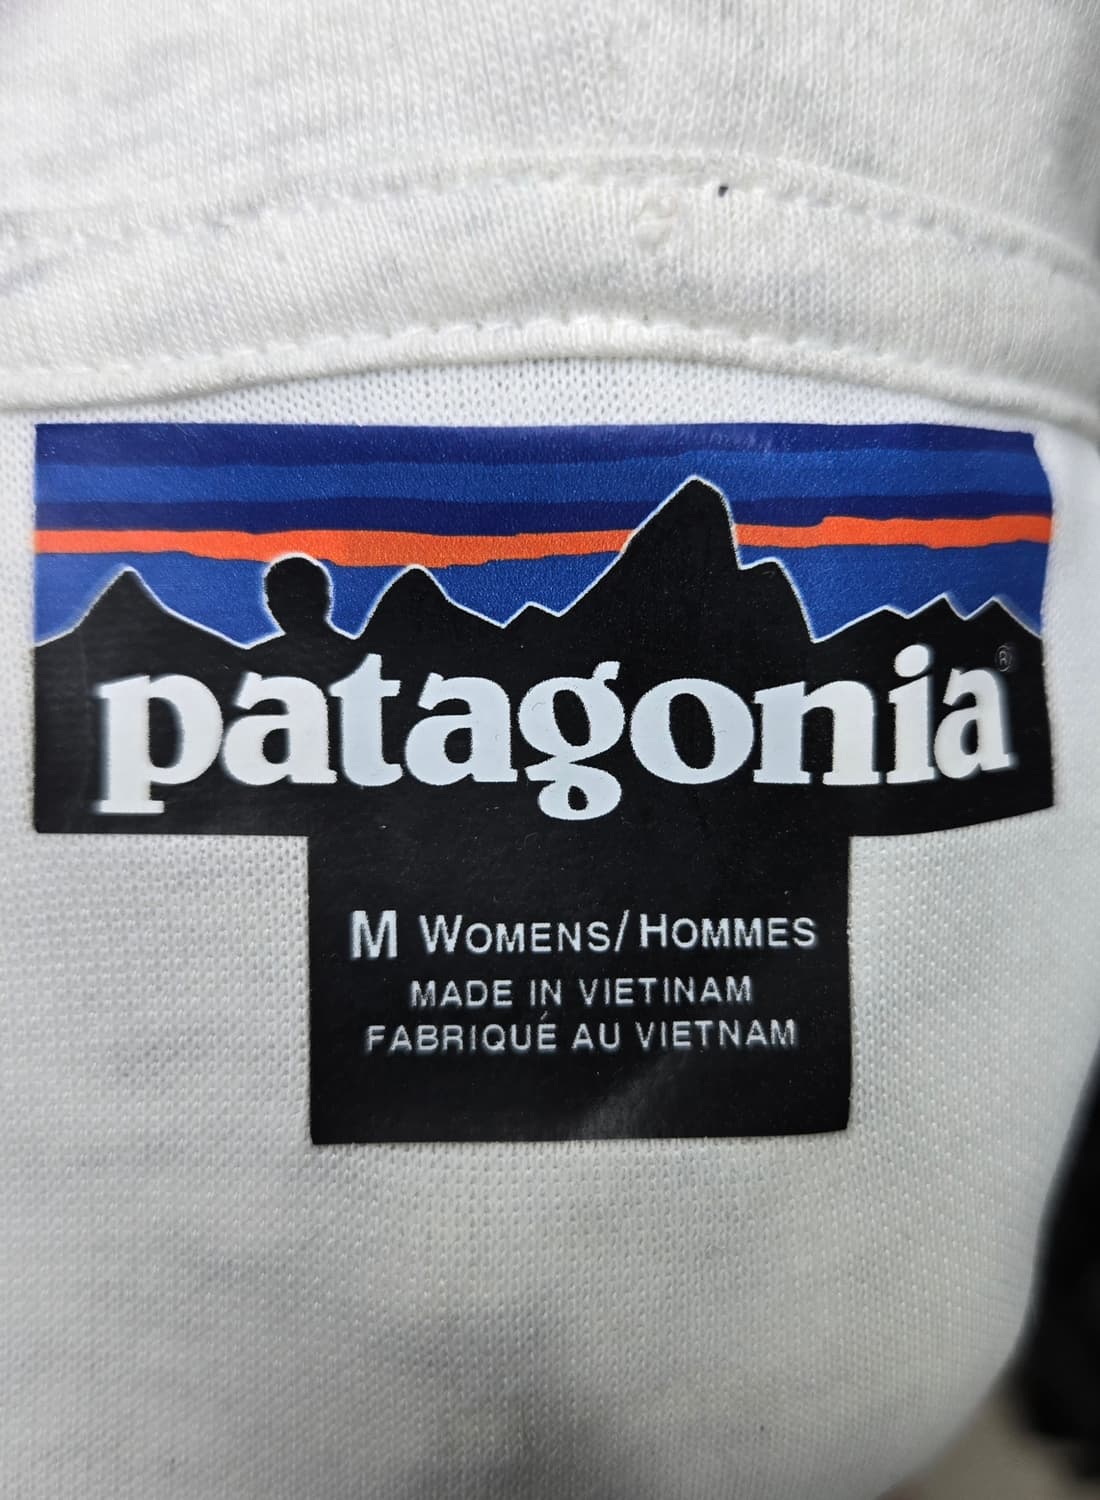 patagonia®
M WOMENS/HOMMES
MADE IN VIETINAM
FABRIQUÉ AU VIETNAM